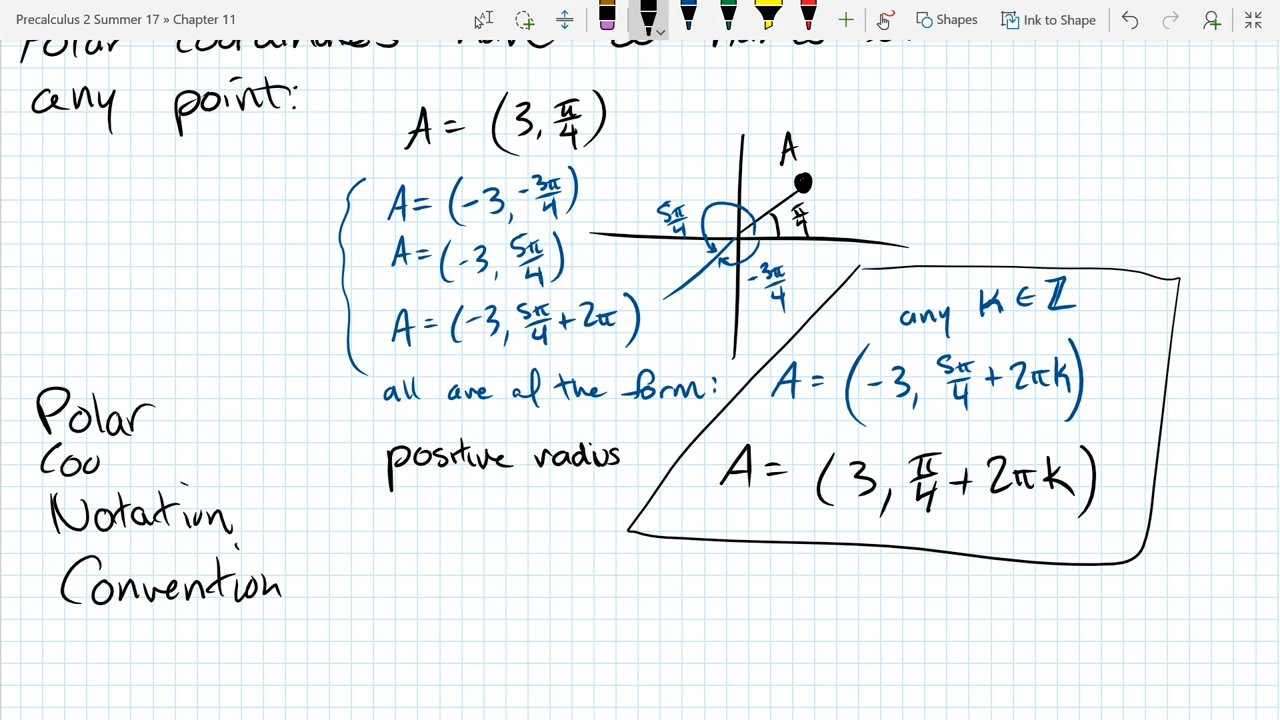 Precalculus 2 Summer 17 » Chapter 11
Shapes
Ink to Shape
Polar coordinates
any point:
A = (3, π/4)
A = (-3, -3π/4)
A = (-3, 5π/4)
A = (-3, 5π/4 + 2π)
all are of the form:
A
π/4
5π/4
-3π/4
any k ∈ ℤ
A = (-3, 5π/4 + 2πk)
positive radius
A = (3, π/4 + 2πk)
Polar
Coo
Notation
Convention